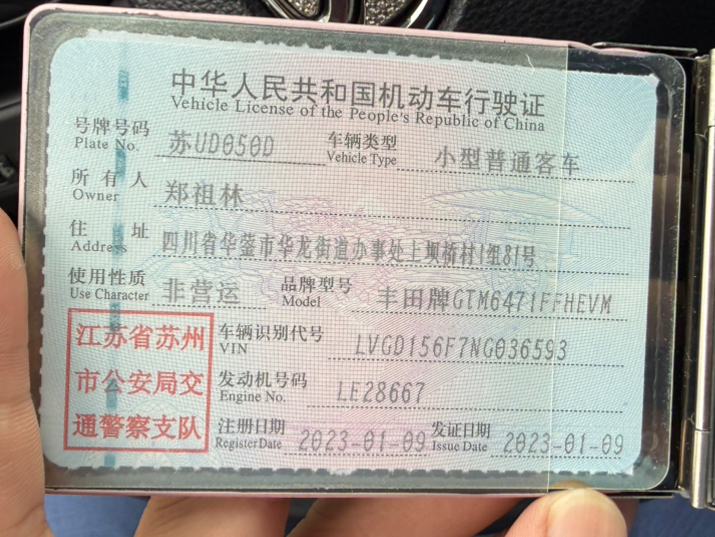 中华人民共和国机动车行驶证
Vehicle License of the People's Republic of China
号牌号码 Plate No. 苏UD050D 车辆类型 Vehicle Type 小型普通客车
所有人 Owner 郑祖林
住址 Address 四川省华蓥市华龙街道办事处上坝桥村1组81号
使用性质 Use Character 非营运 品牌型号 Model 丰田牌GTM6471FFHEVM
车辆识别代号 VIN LVGD156F7NG036593
发动机号码 Engine No. LE28667
注册日期 Register Date 2023-01-09 发证日期 Issue Date 2023-01-09
江苏省苏州
市公安局交
通警察支队